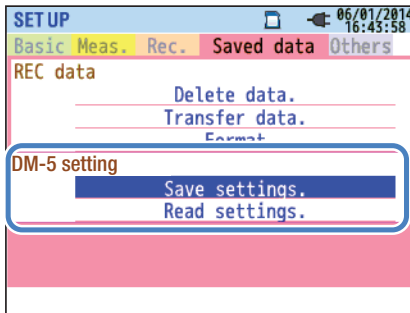 SET UP 06/01/2014
16:43:58
Basic Meas. Rec. Saved data Others
REC data
Delete data.
Transfer data.
Format
DM-5 setting
Save settings.
Read settings.